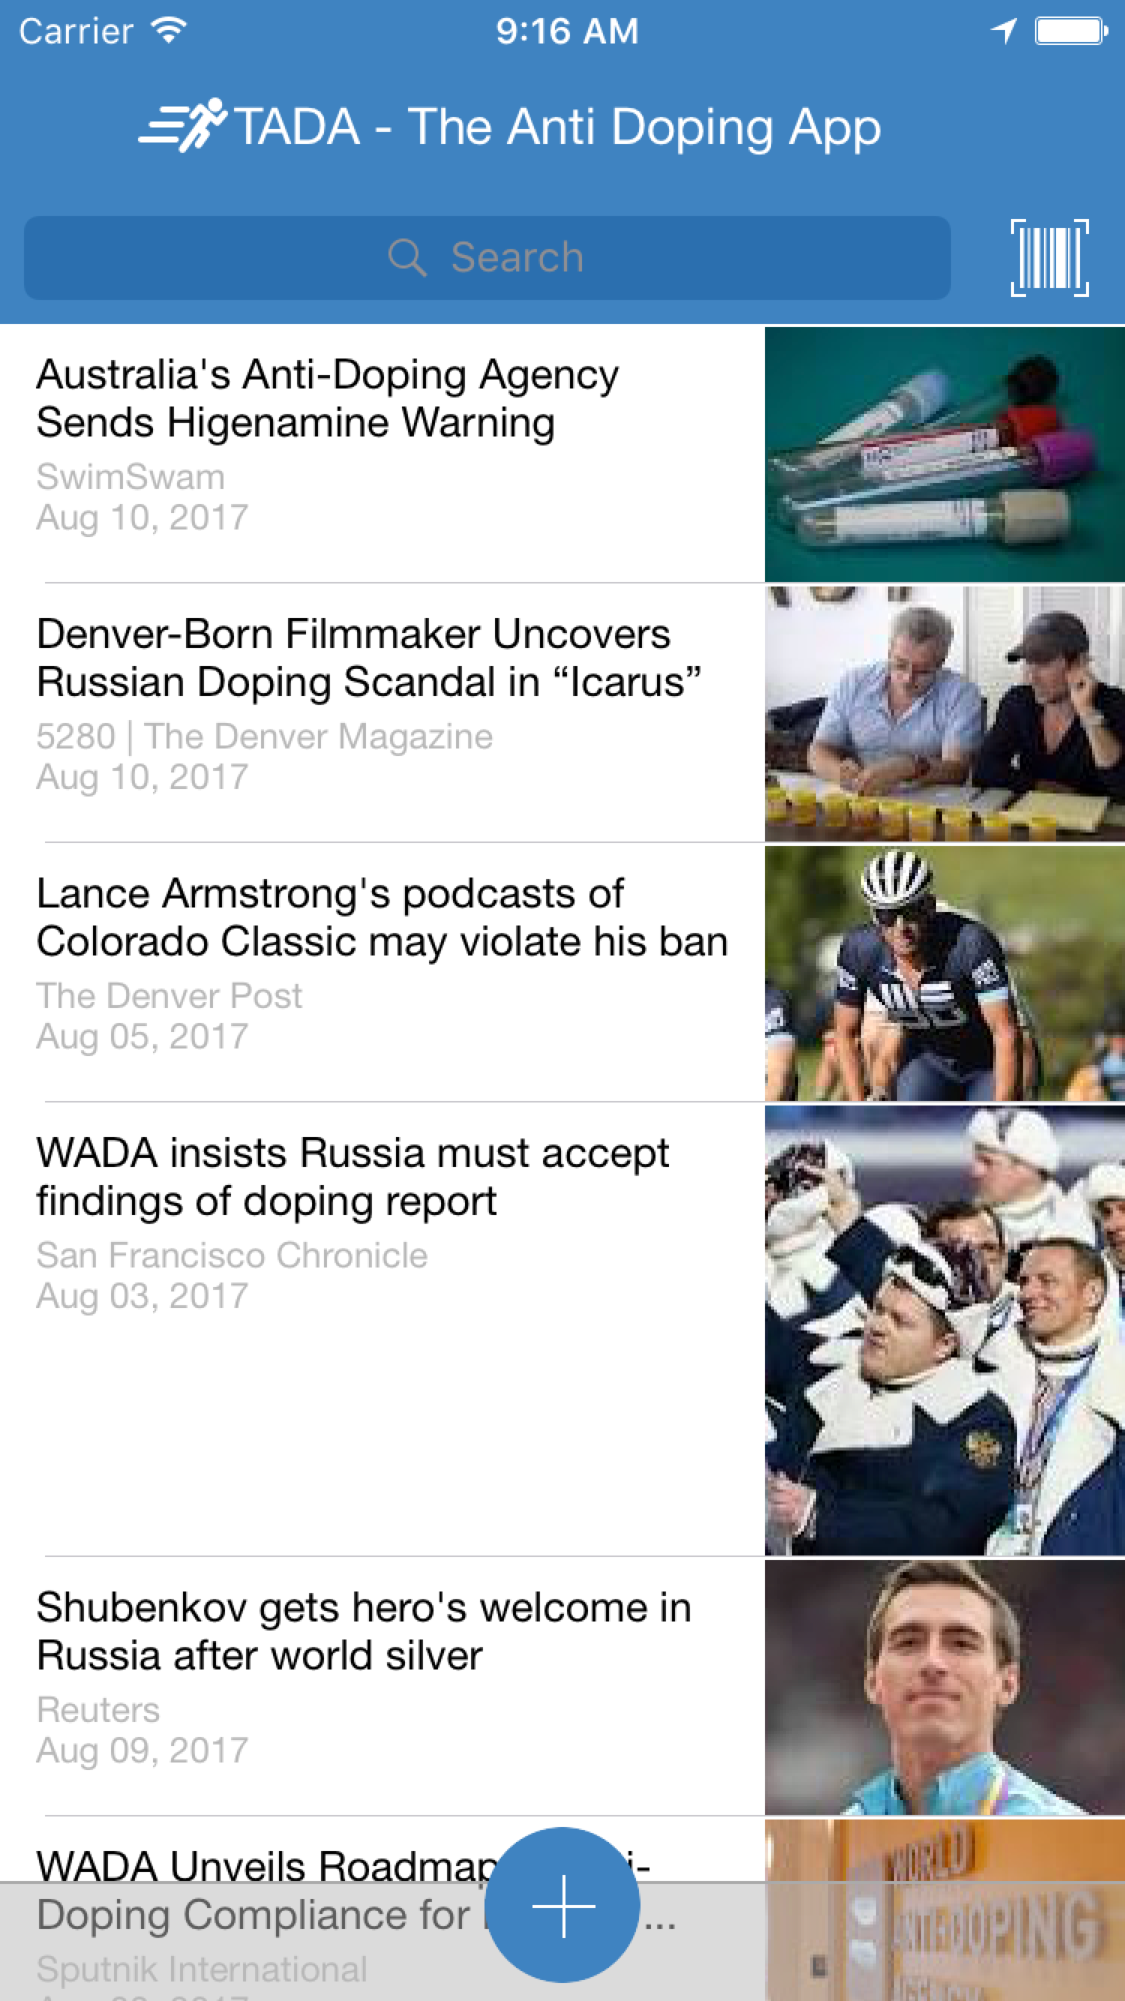 Carrier 9:16 AM
TADA - The Anti Doping App
Search
Australia's Anti-Doping Agency
Sends Higenamine Warning
SwimSwam
Aug 10, 2017
Denver-Born Filmmaker Uncovers
Russian Doping Scandal in “Icarus”
5280 | The Denver Magazine
Aug 10, 2017
Lance Armstrong's podcasts of
Colorado Classic may violate his ban
The Denver Post
Aug 05, 2017
WADA insists Russia must accept
findings of doping report
San Francisco Chronicle
Aug 03, 2017
Shubenkov gets hero's welcome in
Russia after world silver
Reuters
Aug 09, 2017
WADA Unveils Roadmap
Doping Compliance for ...
Sputnik International
WORLD
ANTI-DOPING
AGENCY